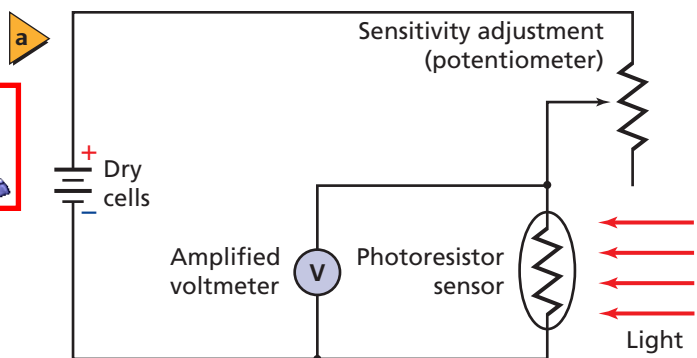 a
Sensitivity adjustment
(potentiometer)
+
Dry
cells
–
Amplified
voltmeter
V
Photoresistor
sensor
Light